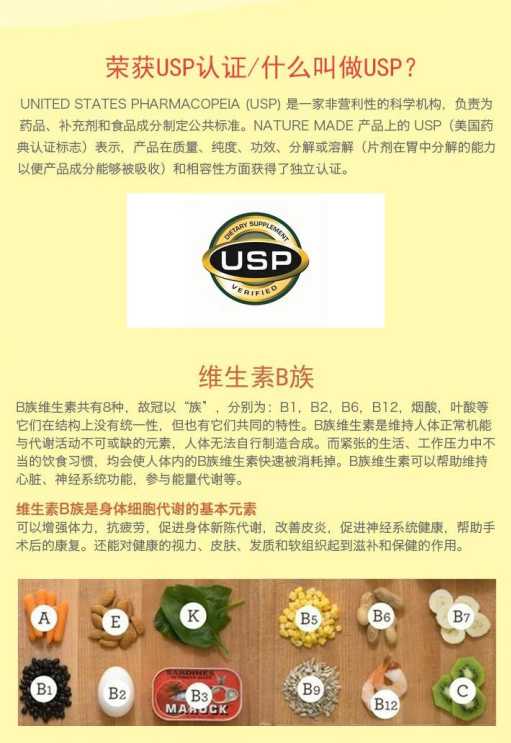 荣获USP认证/什么叫做USP?
UNITED STATES PHARMACOPEIA (USP) 是一家非营利性的科学机构，负责为
药品、补充剂和食品成分制定公共标准。NATURE MADE 产品上的 USP（美国药
典认证标志）表示，产品在质量、纯度、功效、分解或溶解（片剂在胃中分解的能力
以便产品成分能够被吸收）和相容性方面获得了独立认证。
DIETARY SUPPLEMENT
USP
VERIFIED
维生素B族
B族维生素共有8种，故冠以“族”，分别为：B1，B2，B6，B12，烟酸，叶酸等
它们在结构上没有统一性，但也有它们共同的特性。B族维生素是维持人体正常机能
与代谢活动不可或缺的元素，人体无法自行制造合成。而紧张的生活、工作压力中不
当的饮食习惯，均会使人体内的B族维生素快速被消耗掉。B族维生素可以帮助维持
心脏、神经系统功能，参与能量代谢等。
维生素B族是身体细胞代谢的基本元素
可以增强体力，抗疲劳，促进身体新陈代谢，改善皮炎，促进神经系统健康，帮助手
术后的康复。还能对健康的视力、皮肤、发质和软组织起到滋补和保健的作用。
A E K B5 B6 B7
SARDINES
B1 B2 B3 B9 B12 C
MAROCK